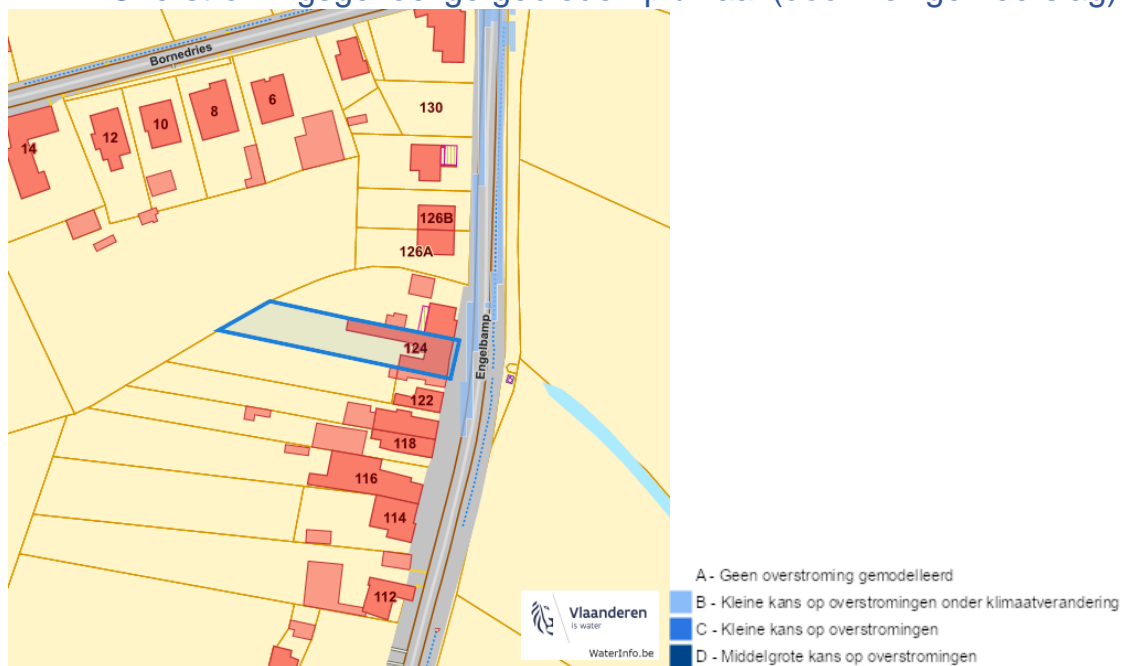 Bornedries
130
6
8
10
12
14
126B
126A
Engelbamp
124
122
118
116
114
112
Vlaanderen
is water
WaterInfo.be
A - Geen overstroming gemodelleerd
B - Kleine kans op overstromingen onder klimaatverandering
C - Kleine kans op overstromingen
D - Middelgrote kans op overstromingen